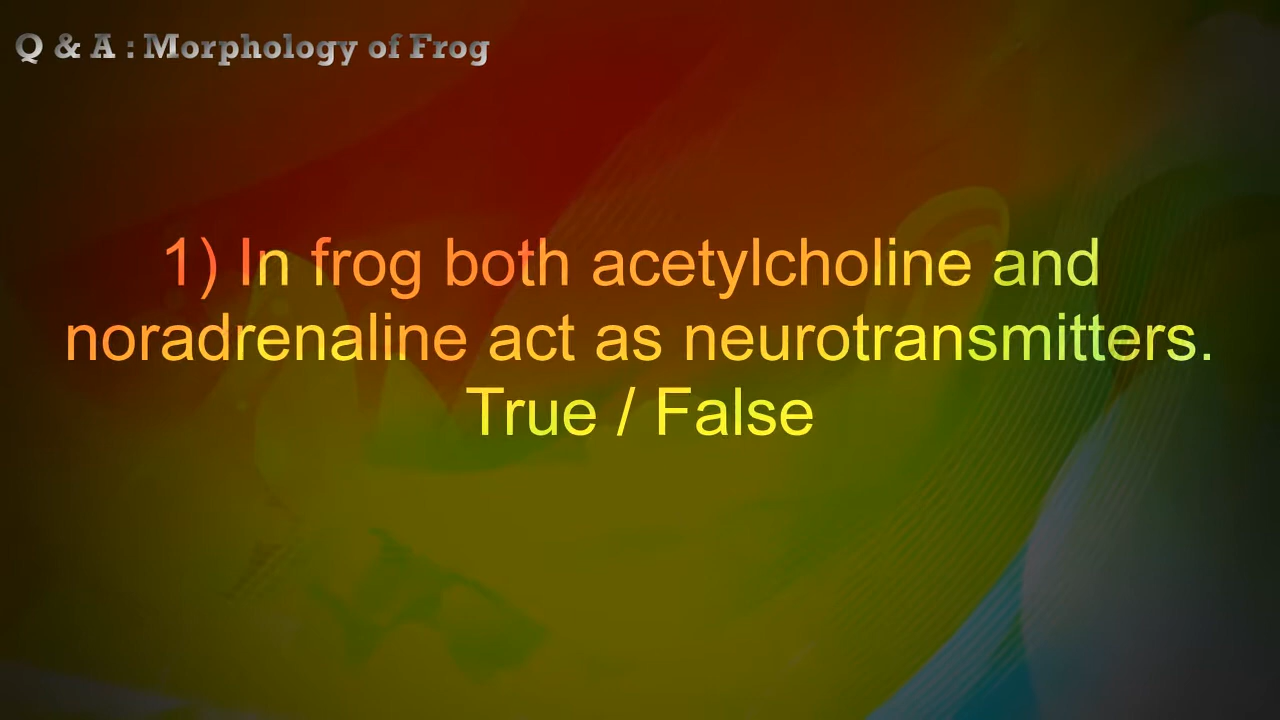 Q & A : Morphology of Frog
1) In frog both acetylcholine and
noradrenaline act as neurotransmitters.
True / False